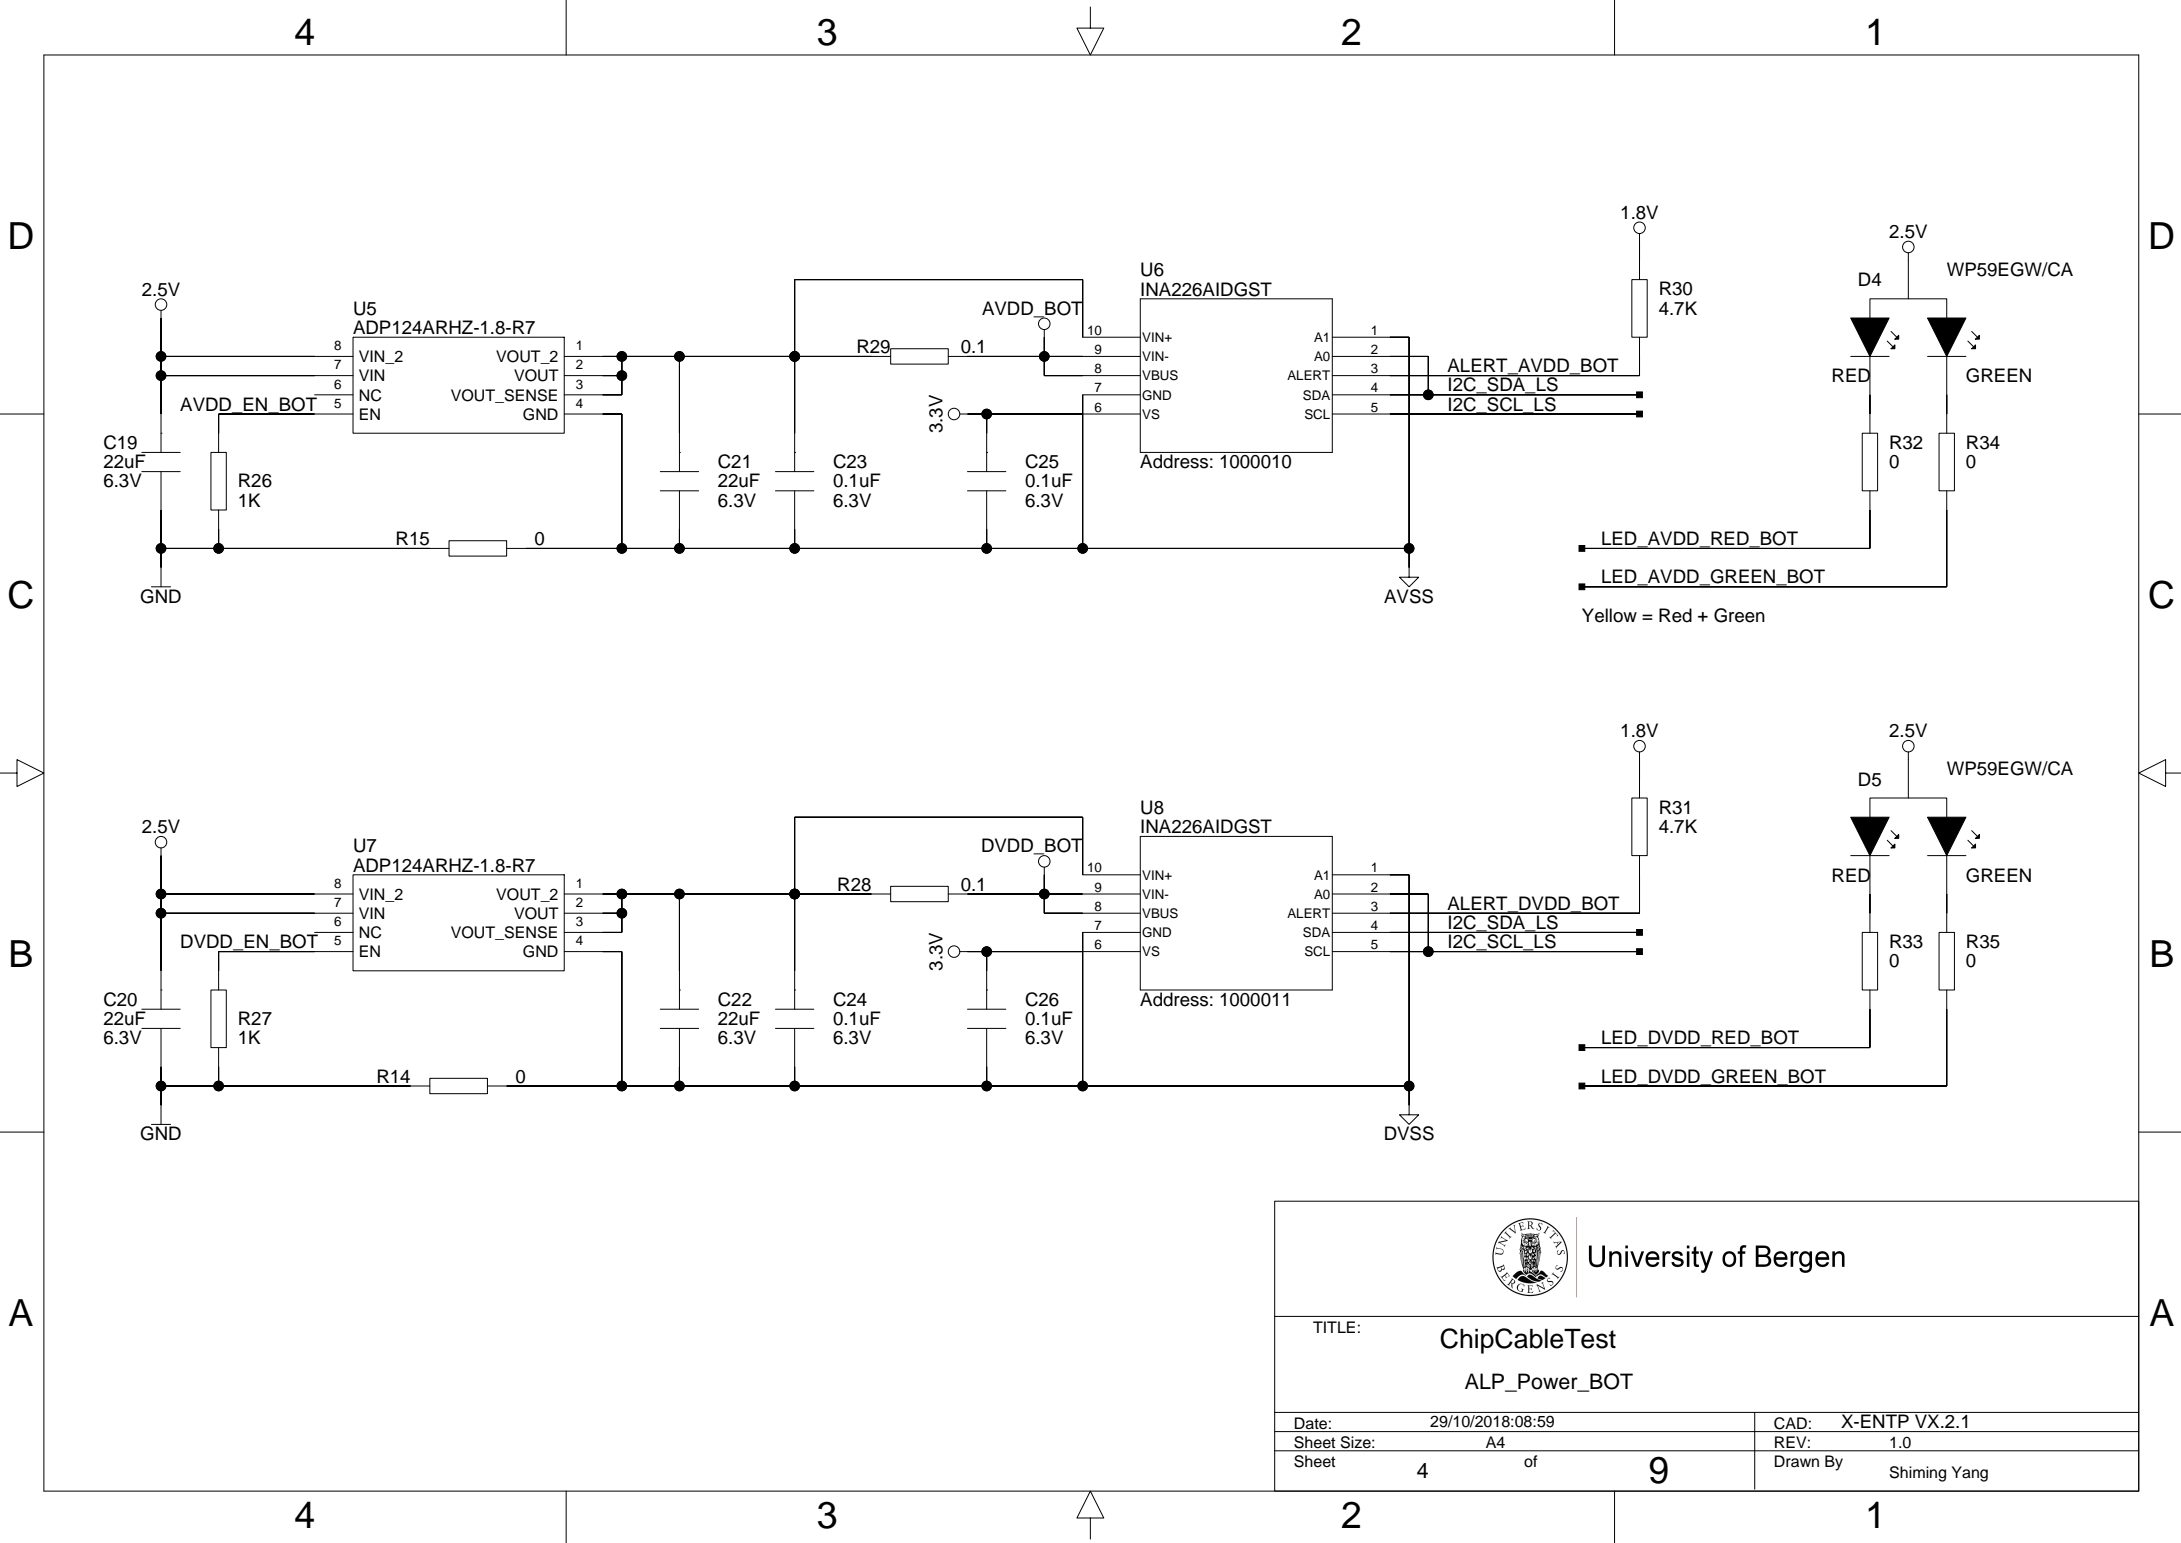 4 3 2 1
D D
C C
B B
A A
2.5V
U5
ADP124ARHZ-1.8-R7
8 VIN_2
7 VIN
6 NC
5 EN
VOUT_2 1
VOUT 2
VOUT_SENSE 3
GND 4
AVDD_EN_BOT
C19
22uF
6.3V
R26
1K
R15 0
GND
C21
22uF
6.3V
C23
0.1uF
6.3V
R29 0.1
AVDD_BOT
3.3V
C25
0.1uF
6.3V
U6
INA226AIDGST
10 VIN+
9 VIN-
8 VBUS
7 GND
6 VS
A1 1
A0 2
ALERT 3
SDA 4
SCL 5
Address: 1000010
AVSS
1.8V
R30
4.7K
ALERT_AVDD_BOT
I2C_SDA_LS
I2C_SCL_LS
2.5V
D4
WP59EGW/CA
RED GREEN
R32
0
R34
0
LED_AVDD_RED_BOT
LED_AVDD_GREEN_BOT
Yellow = Red + Green
2.5V
U7
ADP124ARHZ-1.8-R7
8 VIN_2
7 VIN
6 NC
5 EN
VOUT_2 1
VOUT 2
VOUT_SENSE 3
GND 4
DVDD_EN_BOT
C20
22uF
6.3V
R27
1K
R14 0
GND
C22
22uF
6.3V
C24
0.1uF
6.3V
R28 0.1
DVDD_BOT
3.3V
C26
0.1uF
6.3V
U8
INA226AIDGST
10 VIN+
9 VIN-
8 VBUS
7 GND
6 VS
A1 1
A0 2
ALERT 3
SDA 4
SCL 5
Address: 1000011
DVSS
1.8V
R31
4.7K
ALERT_DVDD_BOT
I2C_SDA_LS
I2C_SCL_LS
2.5V
D5
WP59EGW/CA
RED GREEN
R33
0
R35
0
LED_DVDD_RED_BOT
LED_DVDD_GREEN_BOT
UNIVERSITAS BERGENSIS
University of Bergen
TITLE: ChipCableTest
ALP_Power_BOT
Date: 29/10/2018:08:59 CAD: X-ENTP VX.2.1
Sheet Size: A4 REV: 1.0
Sheet 4 of 9 Drawn By Shiming Yang
4 3 2 1